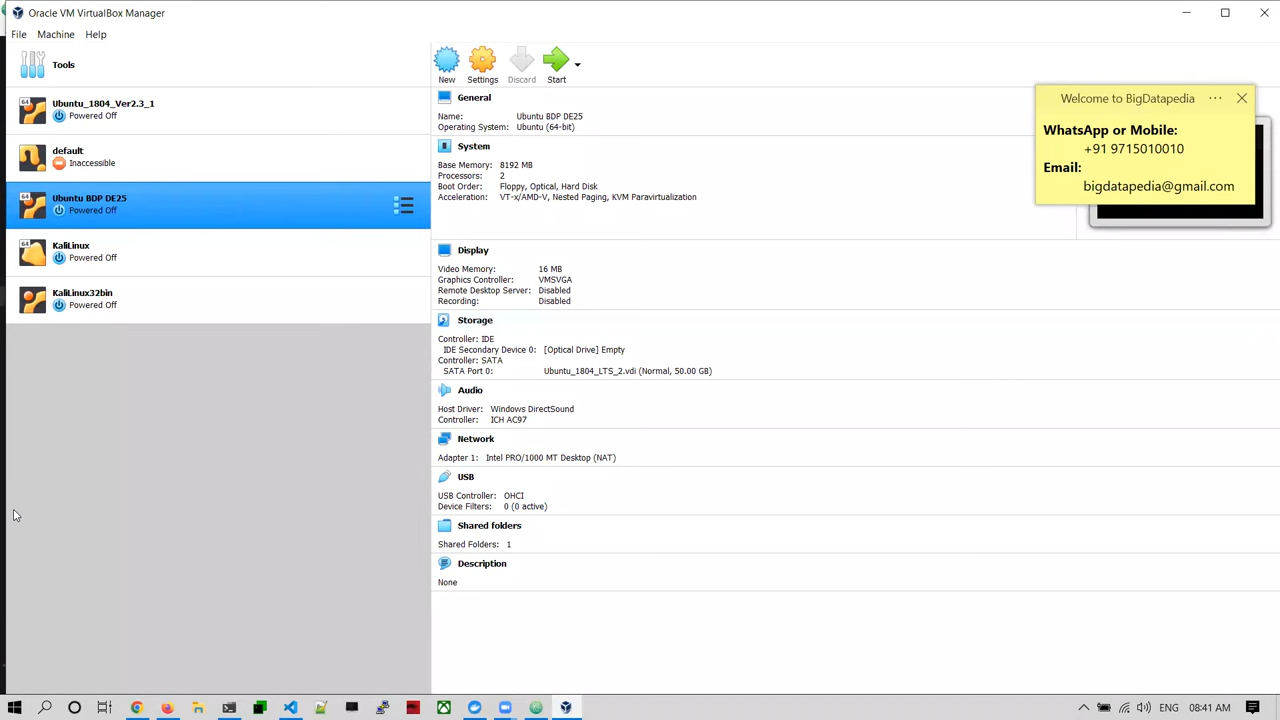 Oracle VM VirtualBox Manager
File Machine Help
Tools
Ubuntu_1804_Ver2.3_1
Powered Off
default
Inaccessible
Ubuntu BDP DE25
Powered Off
KaliLinux
Powered Off
KaliLinux32bin
Powered Off
New Settings Discard Start
General
Name: Ubuntu BDP DE25
Operating System: Ubuntu (64-bit)
System
Base Memory: 8192 MB
Processors: 2
Boot Order: Floppy, Optical, Hard Disk
Acceleration: VT-x/AMD-V, Nested Paging, KVM Paravirtualization
Display
Video Memory: 16 MB
Graphics Controller: VMSVGA
Remote Desktop Server: Disabled
Recording: Disabled
Storage
Controller: IDE
IDE Secondary Device 0: [Optical Drive] Empty
Controller: SATA
SATA Port 0: Ubuntu_1804_LTS_2.vdi (Normal, 50.00 GB)
Audio
Host Driver: Windows DirectSound
Controller: ICH AC97
Network
Adapter 1: Intel PRO/1000 MT Desktop (NAT)
USB
USB Controller: OHCI
Device Filters: 0 (0 active)
Shared folders
Shared Folders: 1
Description
None
Welcome to BigDatapedia
WhatsApp or Mobile:
+91 9715010010
Email:
bigdatapedia@gmail.com
ENG 08:41 AM